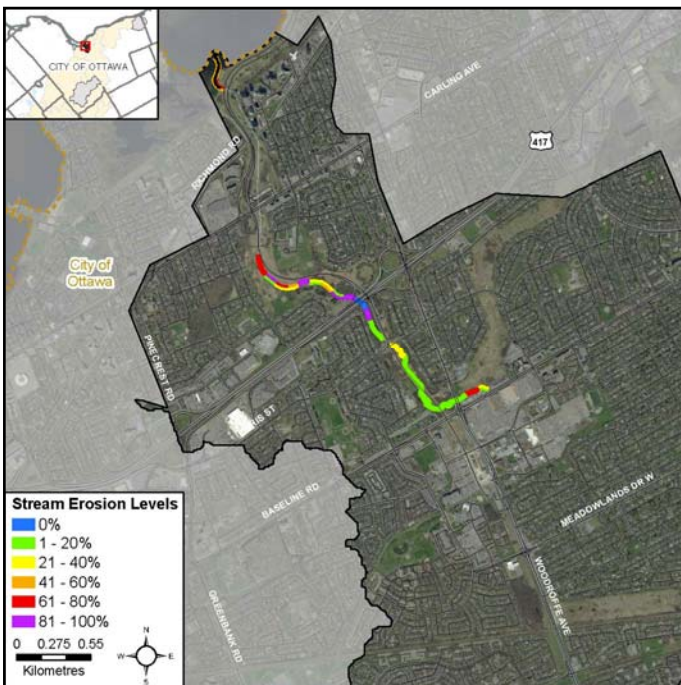 CITY OF OTTAWA
CARLING AVE
417
RICHMOND RD
City of
Ottawa
PINECREST RD
IRIS ST
BASELINE RD
MEADOWLANDS DR W
WOODROFFE AVE
GREENBANK RD
Stream Erosion Levels
0%
1 - 20%
21 - 40%
41 - 60%
61 - 80%
81 - 100%
0 0.275 0.55
Kilometres
N
W E
S